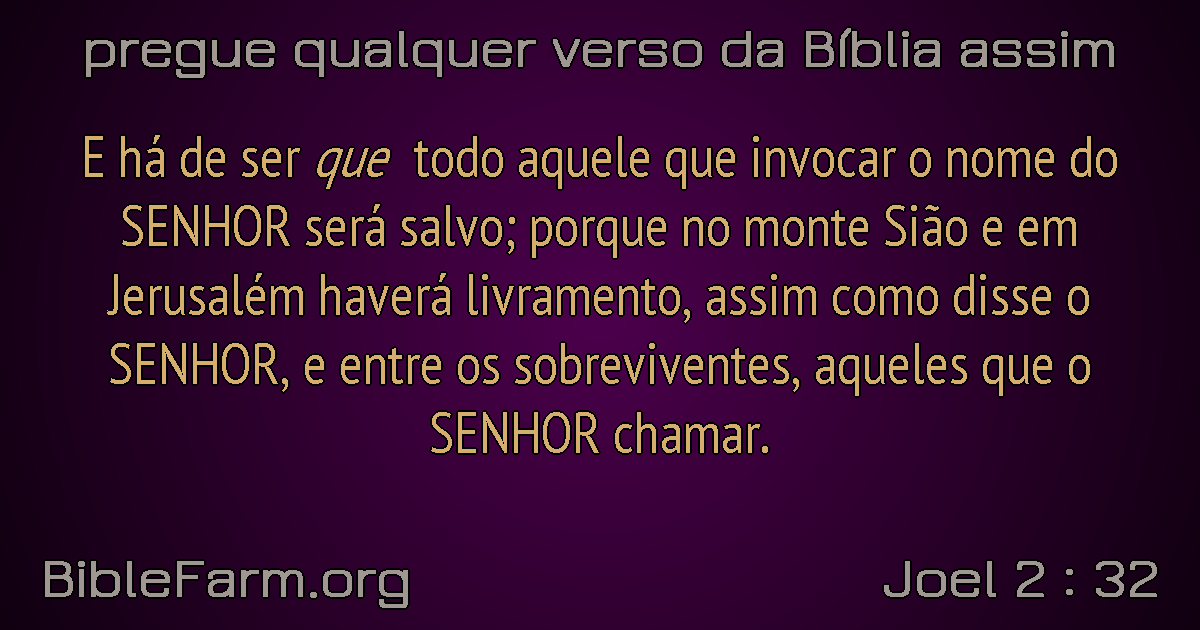 pregue qualquer verso da Bíblia assim
E há de ser que todo aquele que invocar o nome do
SENHOR será salvo; porque no monte Sião e em
Jerusalém haverá livramento, assim como disse o
SENHOR, e entre os sobreviventes, aqueles que o
SENHOR chamar.
BibleFarm.org
Joel 2 : 32